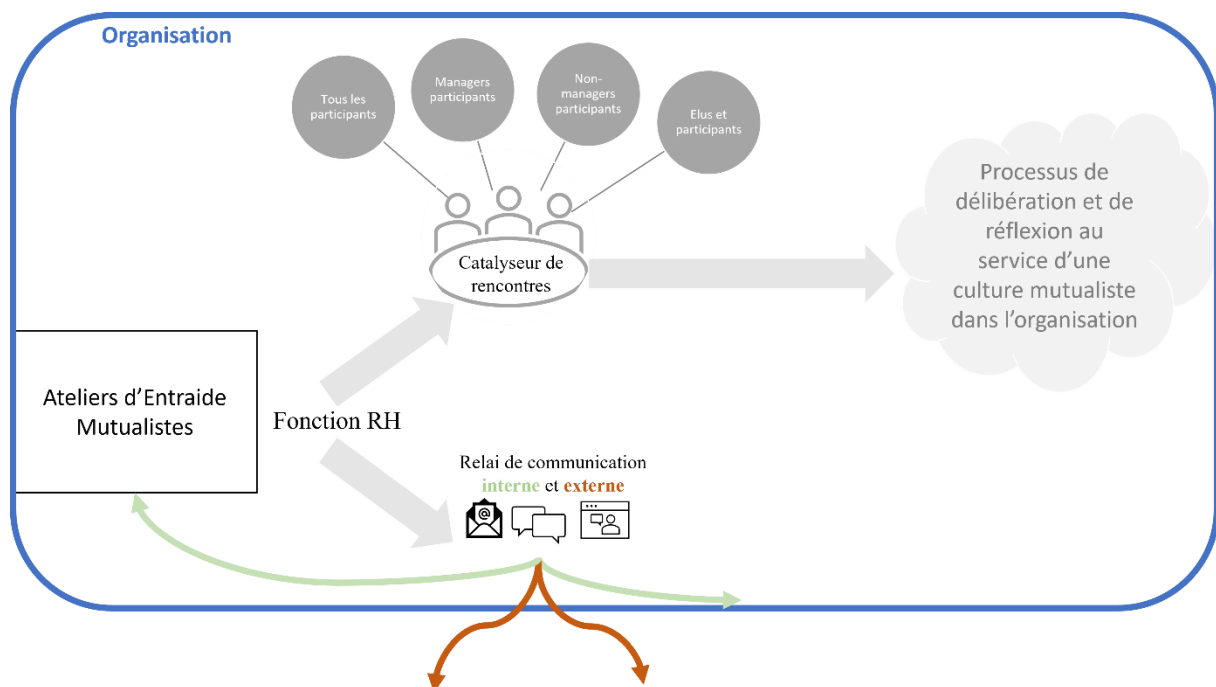 Organisation
Tous les
participants
Managers
participants
Non-
managers
participants
Elus et
participants
Catalyseur de
rencontres
Processus de
délibération et de
réflexion au
service d’une
culture mutualiste
dans l’organisation
Ateliers d’Entraide
Mutualistes
Fonction RH
Relai de communication
interne et externe
@